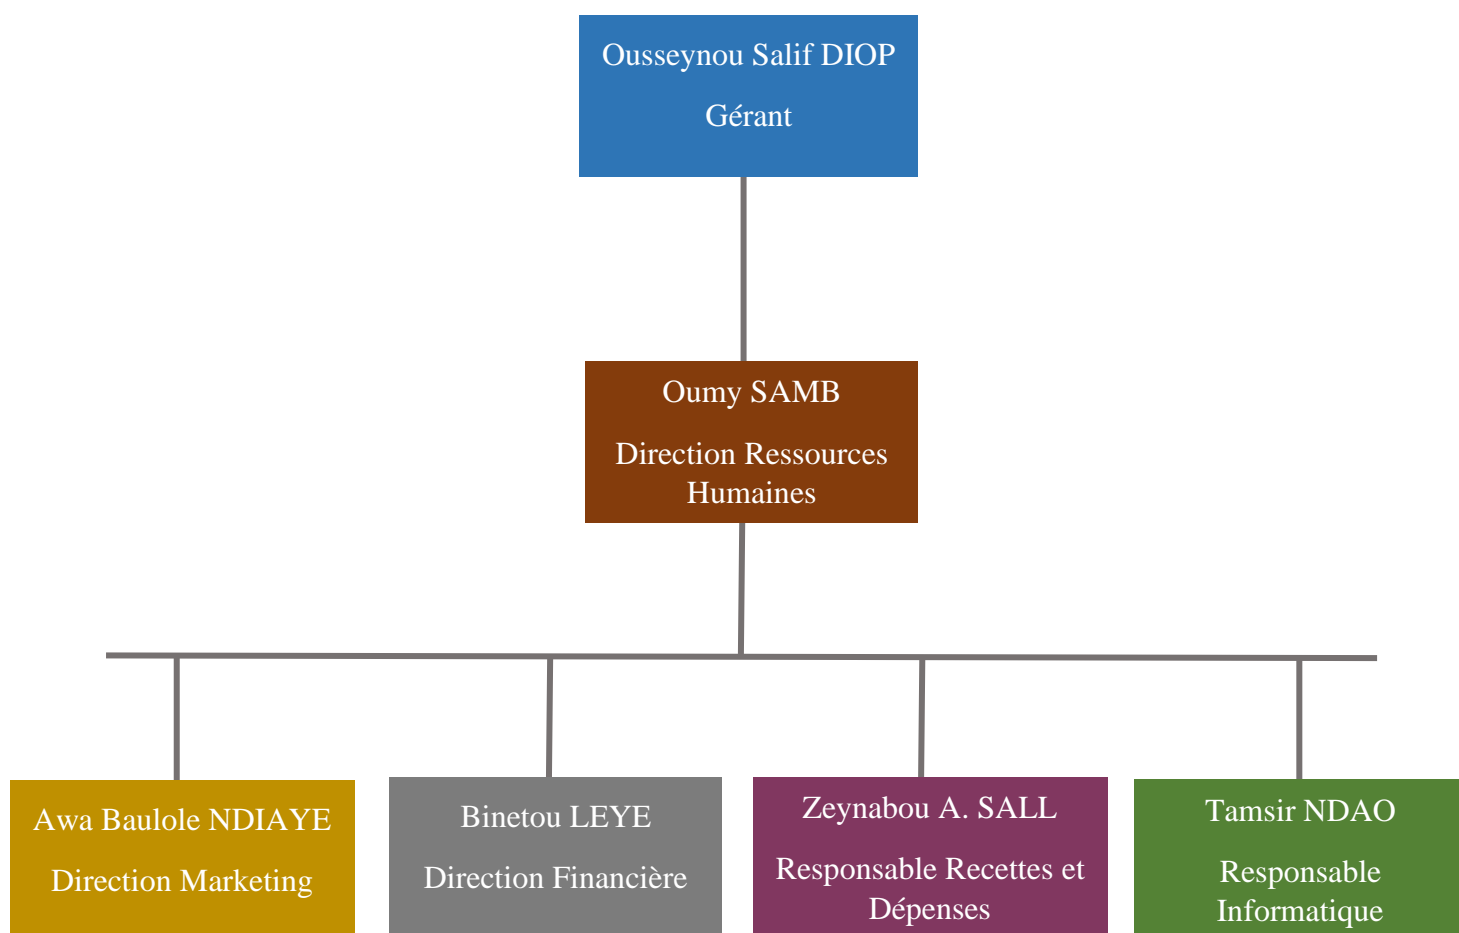 Ousseynou Salif DIOP
Gérant
Oumy SAMB
Direction Ressources
Humaines
Awa Baulole NDIAYE
Direction Marketing
Binetou LEYE
Direction Financière
Zeynabou A. SALL
Responsable Recettes et
Dépenses
Tamsir NDAO
Responsable
Informatique